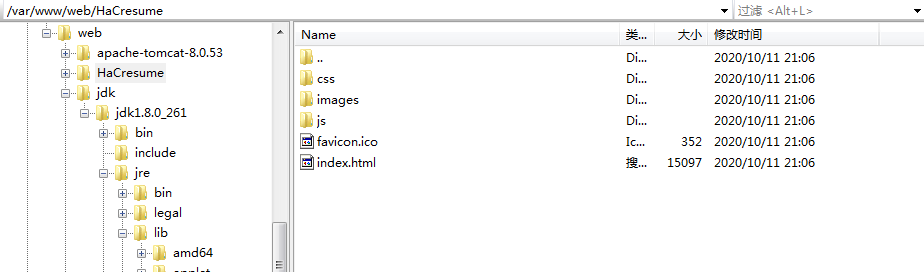 /var/www/web/HaCresume
过滤 <Alt+L>
web
apache-tomcat-8.0.53
HaCresume
jdk
jdk1.8.0_261
bin
include
jre
bin
legal
lib
amd64
Name 类... 大小 修改时间
.. Di... 2020/10/11 21:06
css Di... 2020/10/11 21:06
images Di... 2020/10/11 21:06
js Di... 2020/10/11 21:06
favicon.ico Ic... 352 2020/10/11 21:06
index.html 搜... 15097 2020/10/11 21:06